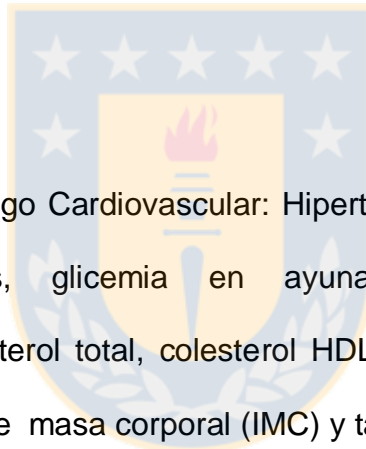 go Cardiovascular: Hipert
, glicemia en ayuna
terol total, colesterol HDL
e masa corporal (IMC) y ta